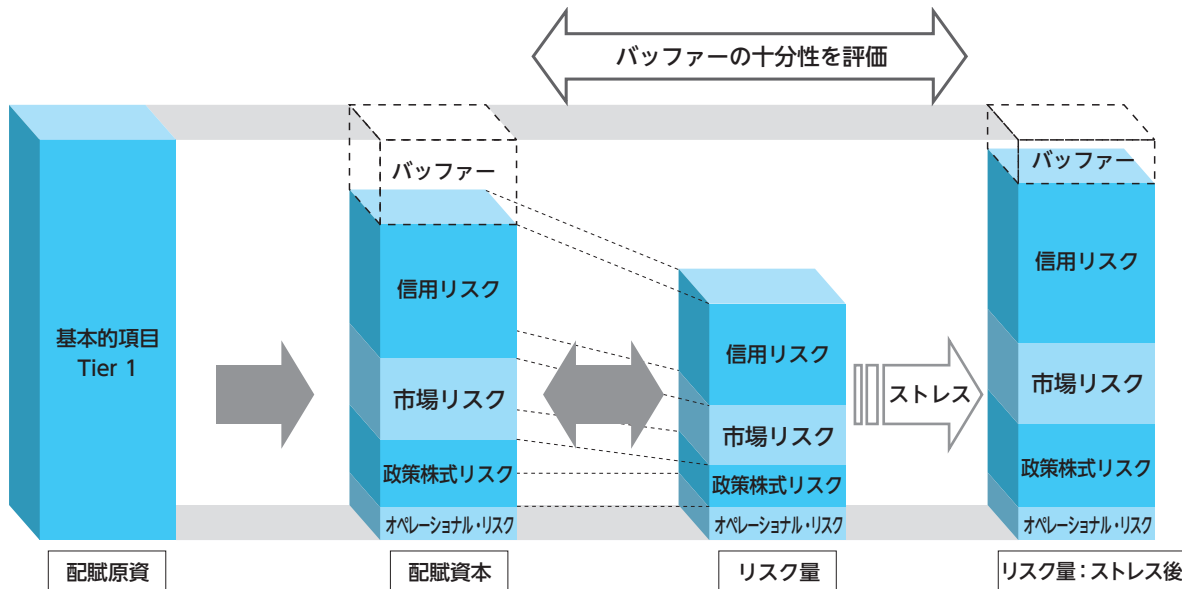 バッファーの十分性を評価
基本的項目
Tier 1
配賦原資
バッファー
信用リスク
市場リスク
政策株式リスク
オペレーショナル・リスク
配賦資本
信用リスク
市場リスク
政策株式リスク
オペレーショナル・リスク
リスク量
ストレス
バッファー
信用リスク
市場リスク
政策株式リスク
オペレーショナル・リスク
リスク量：ストレス後